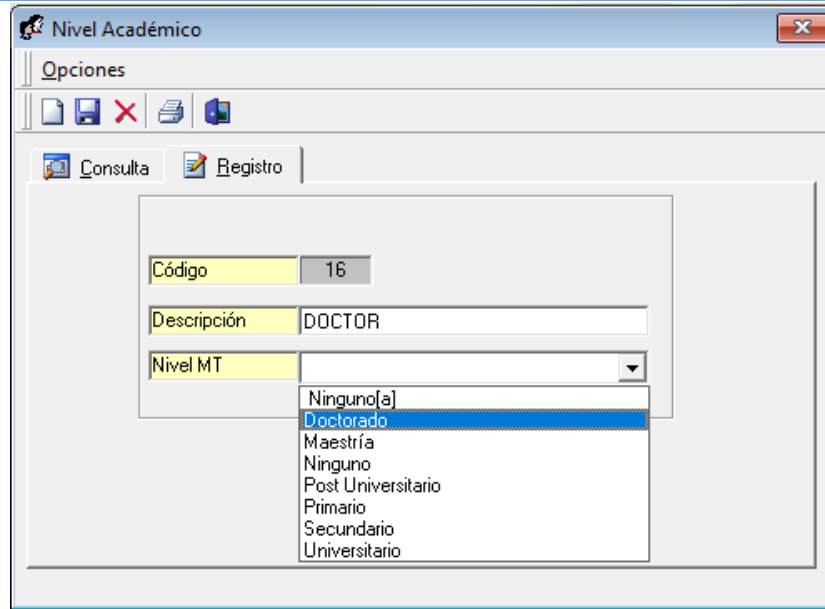 Nivel Académico
Opciones
Consulta Registro
Código 16
Descripción DOCTOR
Nivel MT
Ninguno[a]
Doctorado
Maestría
Ninguno
Post Universitario
Primario
Secundario
Universitario